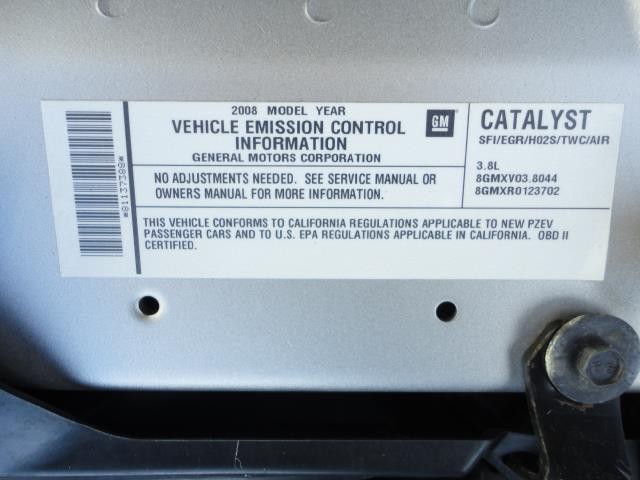 2008 MODEL YEAR
VEHICLE EMISSION CONTROL
INFORMATION
GENERAL MOTORS CORPORATION
GM
CATALYST
SFI/EGR/H02S/TWC/AIR
NO ADJUSTMENTS NEEDED. SEE SERVICE MANUAL OR
OWNERS MANUAL FOR MORE INFORMATION.
3.8L
8GMXV03.8044
8GMXR0123702
THIS VEHICLE CONFORMS TO CALIFORNIA REGULATIONS APPLICABLE TO NEW PZEV
PASSENGER CARS AND TO U.S. EPA REGULATIONS APPLICABLE IN CALIFORNIA. OBD II
CERTIFIED.
*81137388*